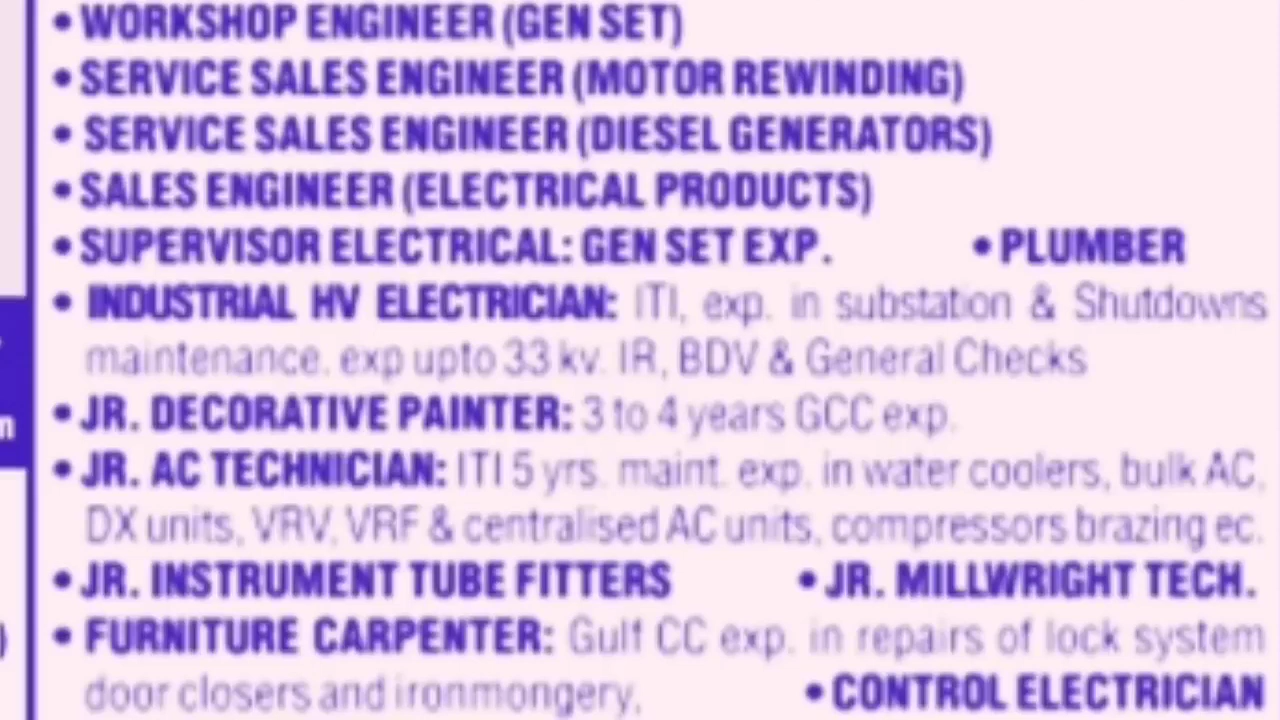 • WORKSHOP ENGINEER (GEN SET)
• SERVICE SALES ENGINEER (MOTOR REWINDING)
• SERVICE SALES ENGINEER (DIESEL GENERATORS)
• SALES ENGINEER (ELECTRICAL PRODUCTS)
• SUPERVISOR ELECTRICAL: GEN SET EXP. • PLUMBER
• INDUSTRIAL HV ELECTRICIAN: ITI, exp. in substation & Shutdowns
maintenance. exp upto 33 kv. IR, BDV & General Checks
• JR. DECORATIVE PAINTER: 3 to 4 years GCC exp.
• JR. AC TECHNICIAN: ITI 5 yrs. maint. exp. in water coolers, bulk AC,
DX units, VRV, VRF & centralised AC units, compressors brazing ec.
• JR. INSTRUMENT TUBE FITTERS • JR. MILLWRIGHT TECH.
• FURNITURE CARPENTER: Gulf CC exp. in repairs of lock system
door closers and ironmongery, • CONTROL ELECTRICIAN